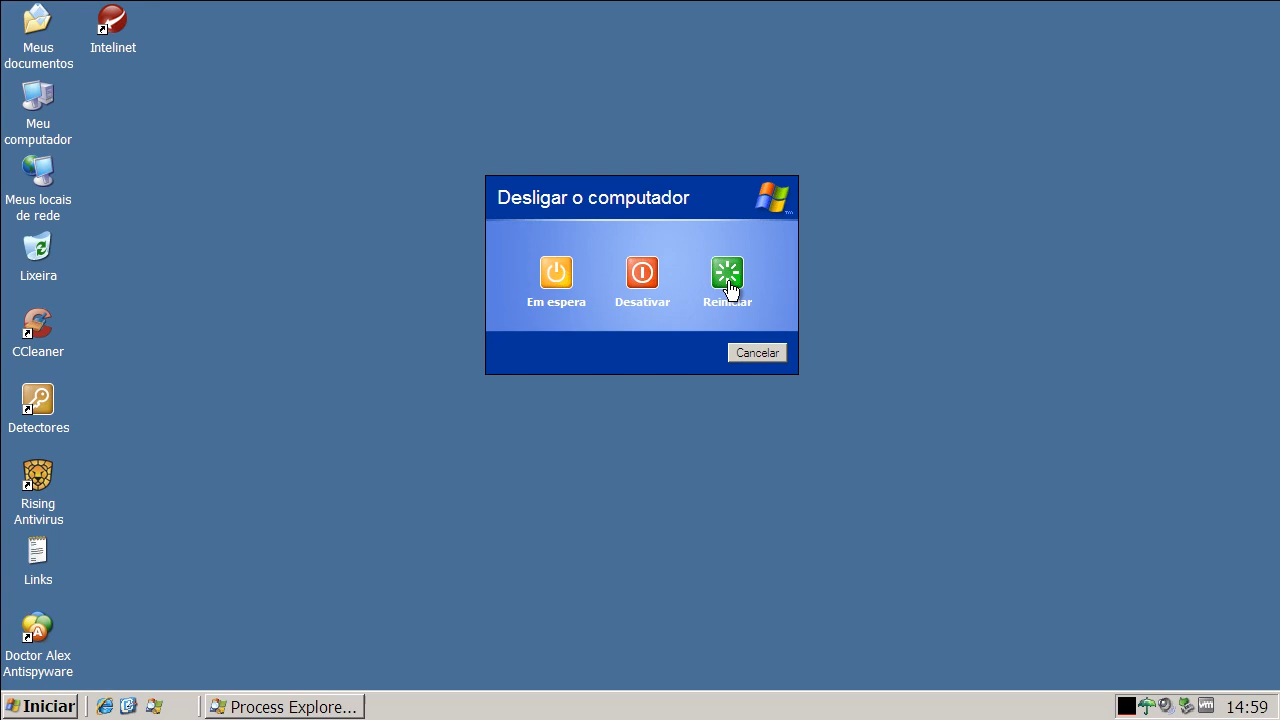 Meus
documentos
Intelinet
Meu
computador
Meus locais
de rede
Lixeira
CCleaner
Detectores
Rising
Antivirus
Links
Doctor Alex
Antispyware
Desligar o computador
Em espera
Desativar
Reiniciar
Cancelar
Iniciar
Process Explore...
14:59